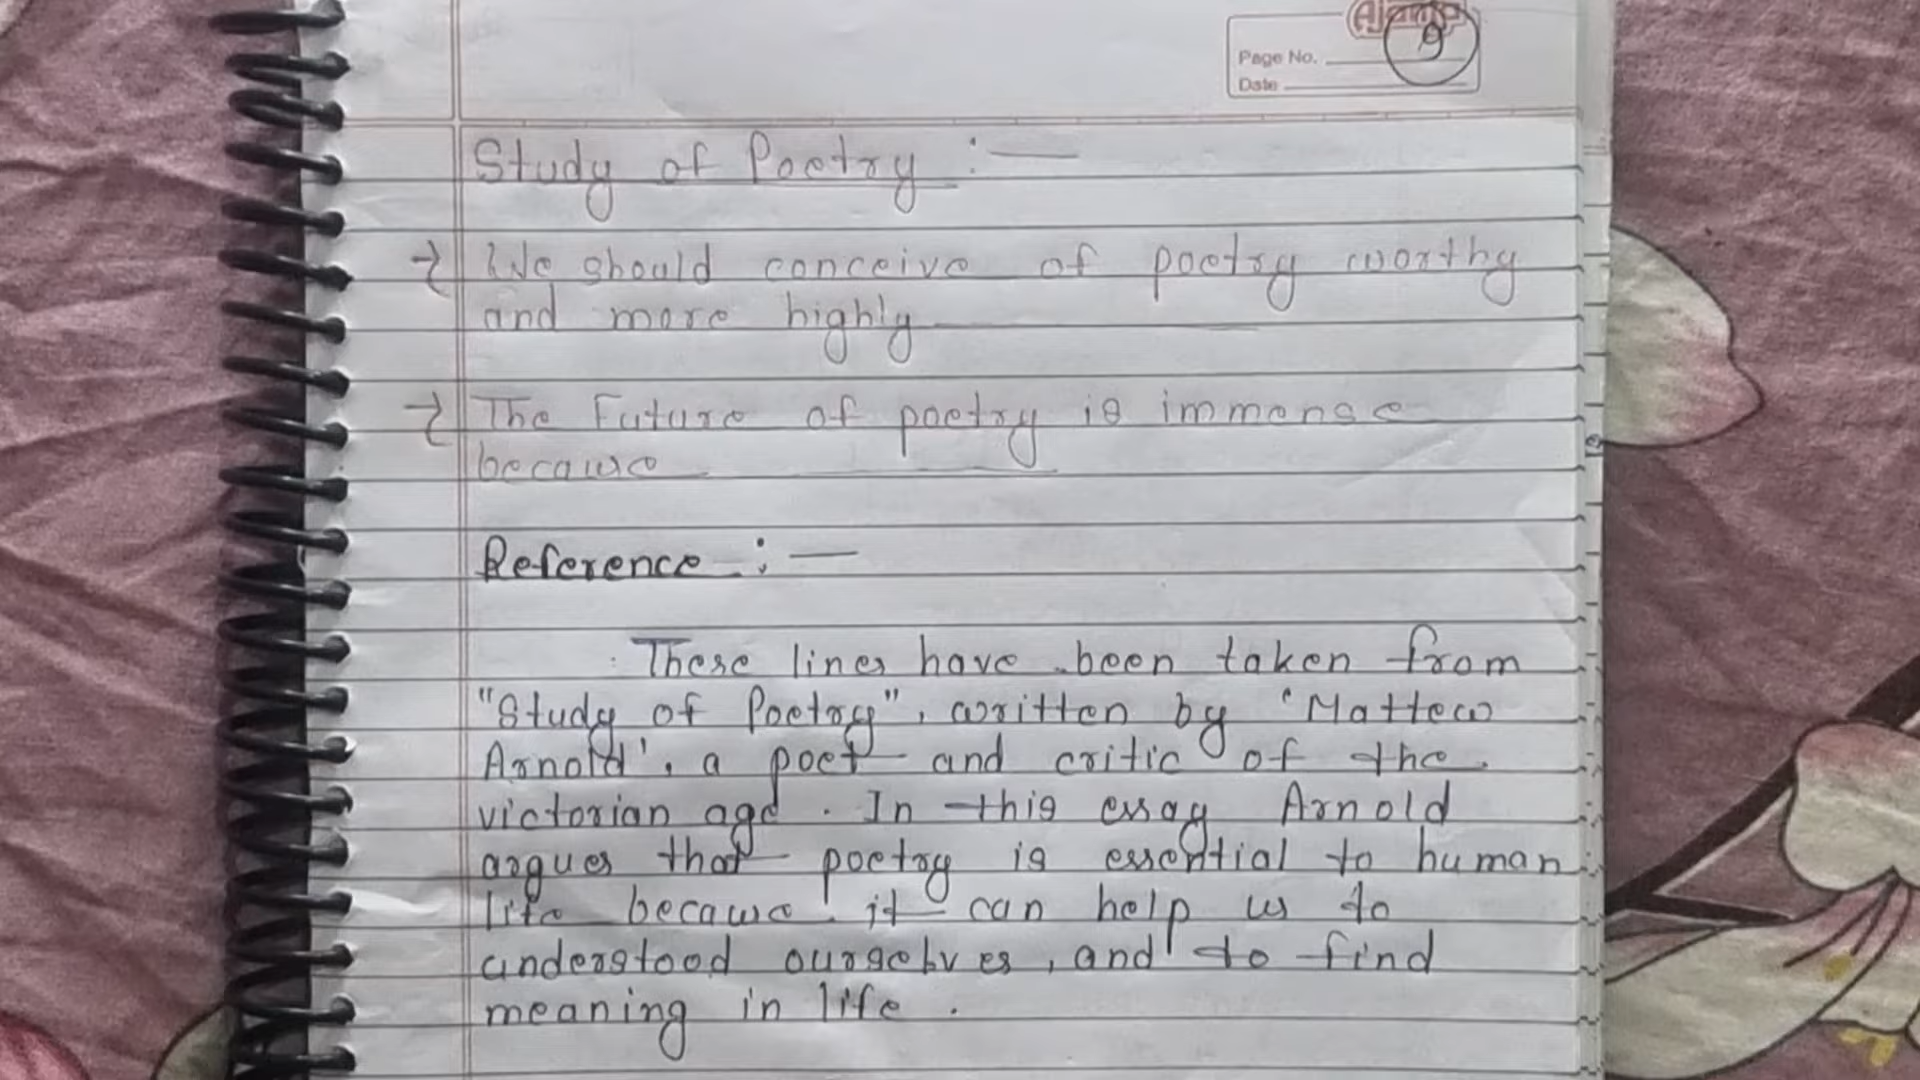 Ajanta
9
Page No.
Date
Study of Poetry :—
→ We should conceive of poetry worthy
and more highly
→ The Future of poetry is immense
because
Reference :—
These lines have been taken from
"Study of Poetry", written by 'Mattew
Arnold', a poet and critic of the
victorian age. In this essay Arnold
argues that poetry is essential to human
life because it can help us to
understood ourselves, and to find
meaning in life.